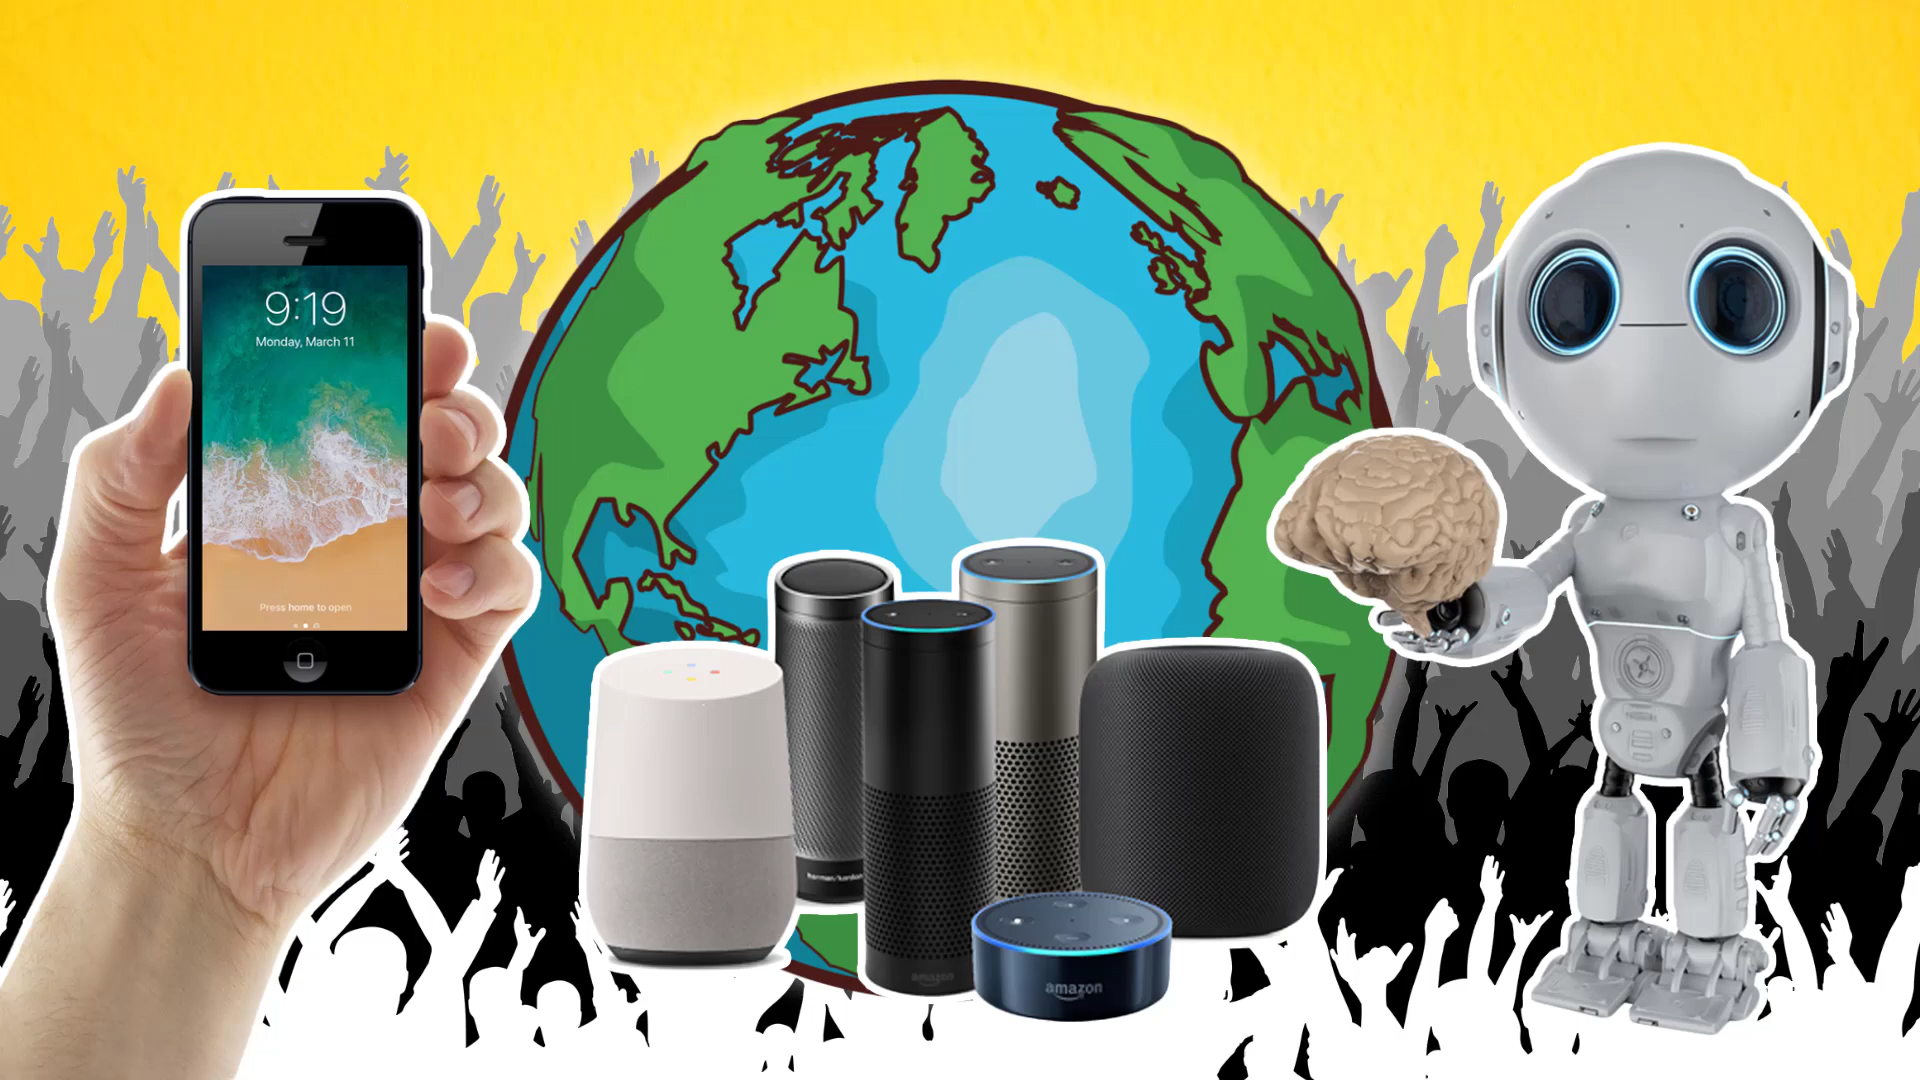 9:19
Monday, March 11
Press home to open
harman/kardon
amazon
amazon